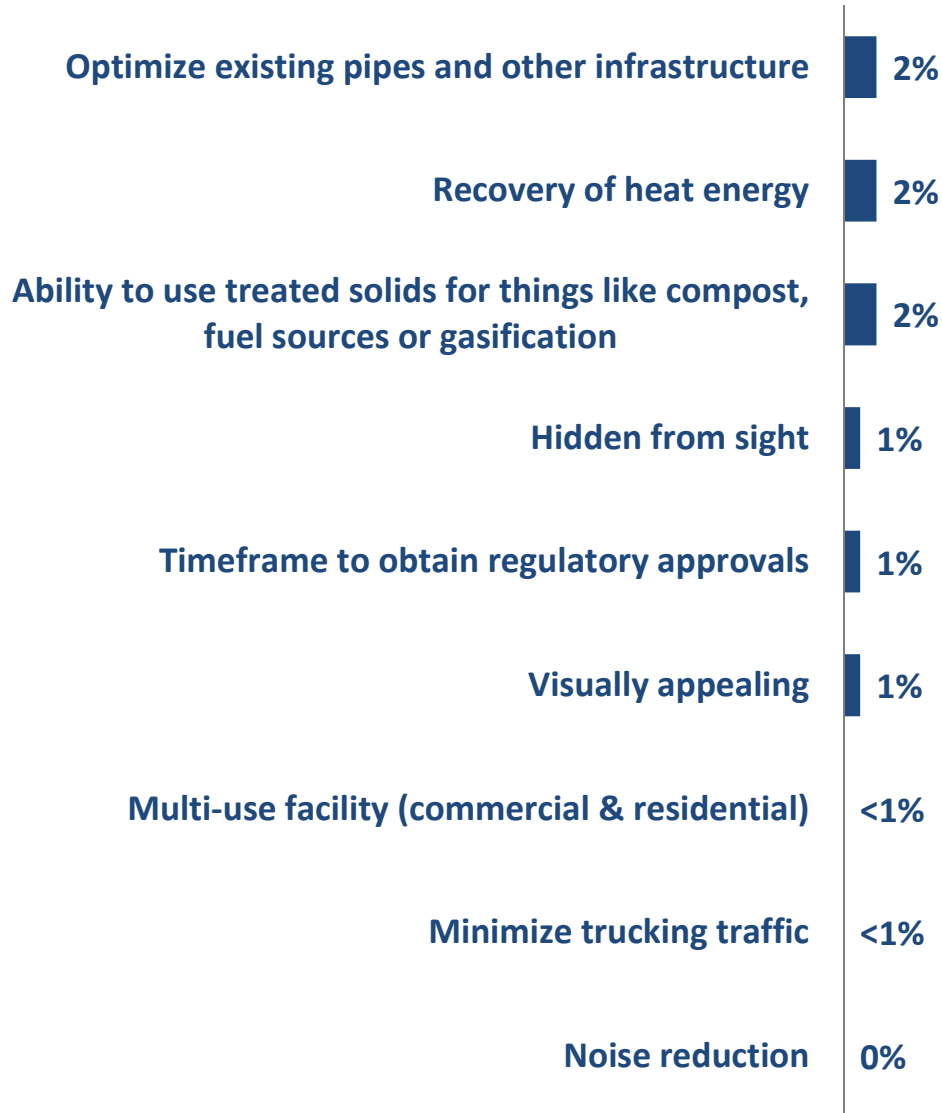 Optimize existing pipes and other infrastructure 2%
Recovery of heat energy 2%
Ability to use treated solids for things like compost,
fuel sources or gasification 2%
Hidden from sight 1%
Timeframe to obtain regulatory approvals 1%
Visually appealing 1%
Multi-use facility (commercial & residential) <1%
Minimize trucking traffic <1%
Noise reduction 0%